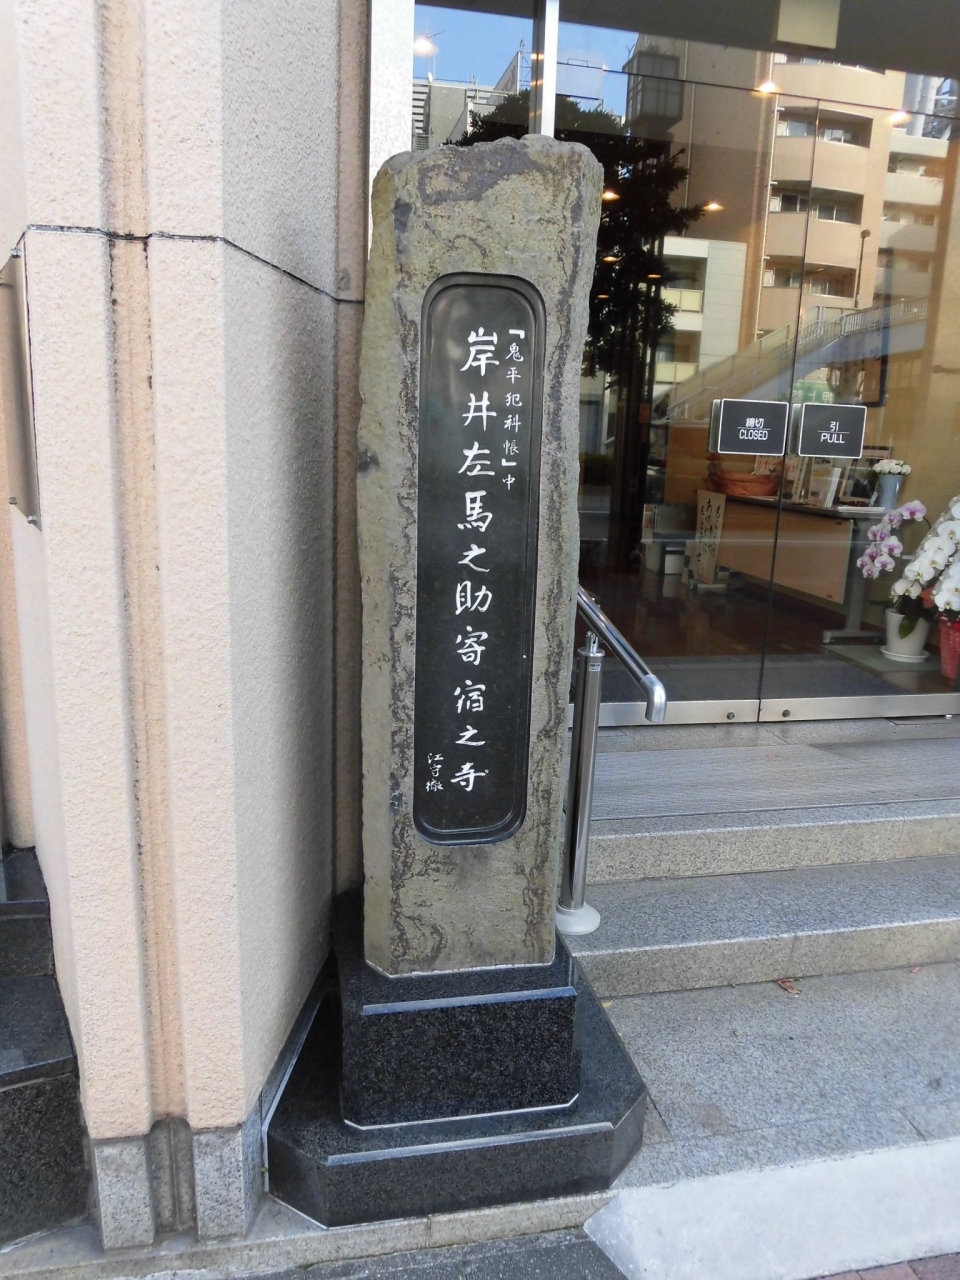 「鬼平犯科帳」中
岸井左馬之助寄宿之寺
江守徹
締切
CLOSED
引
PULL